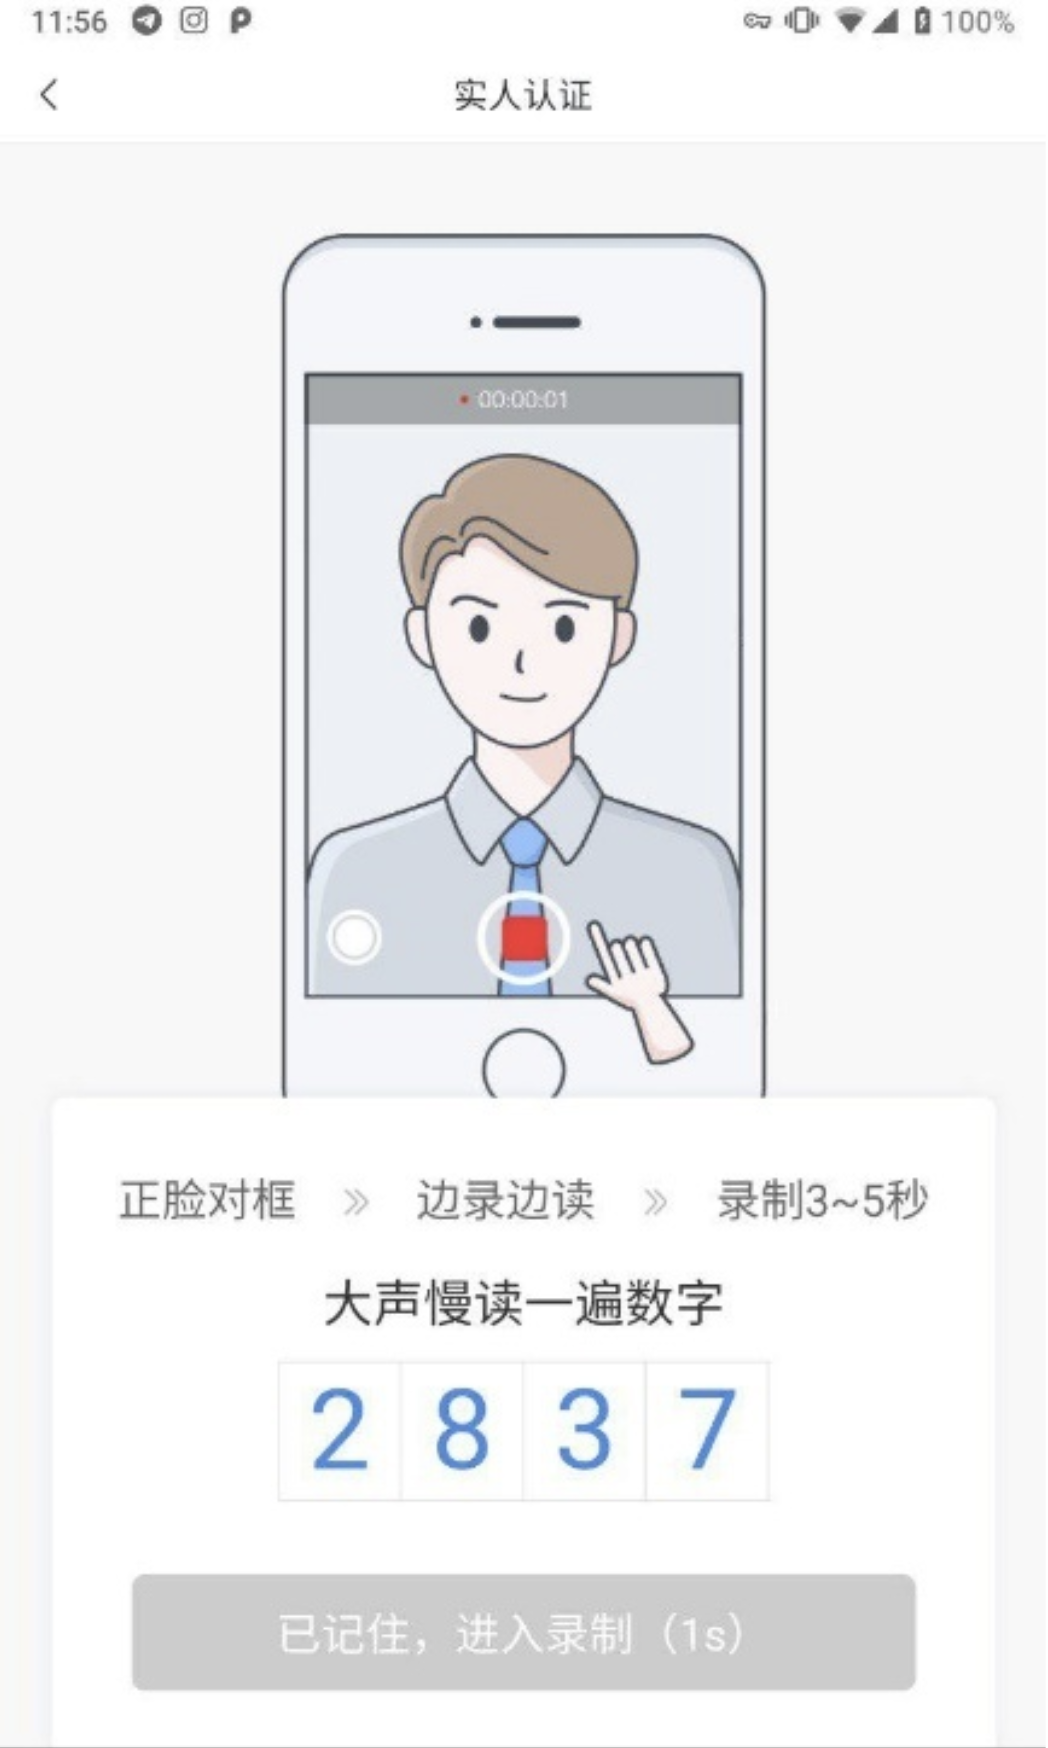 11:56 100%
实人认证
00:00:01
正脸对框 » 边录边读 » 录制3~5秒
大声慢读一遍数字
2 8 3 7
已记住，进入录制（1s）